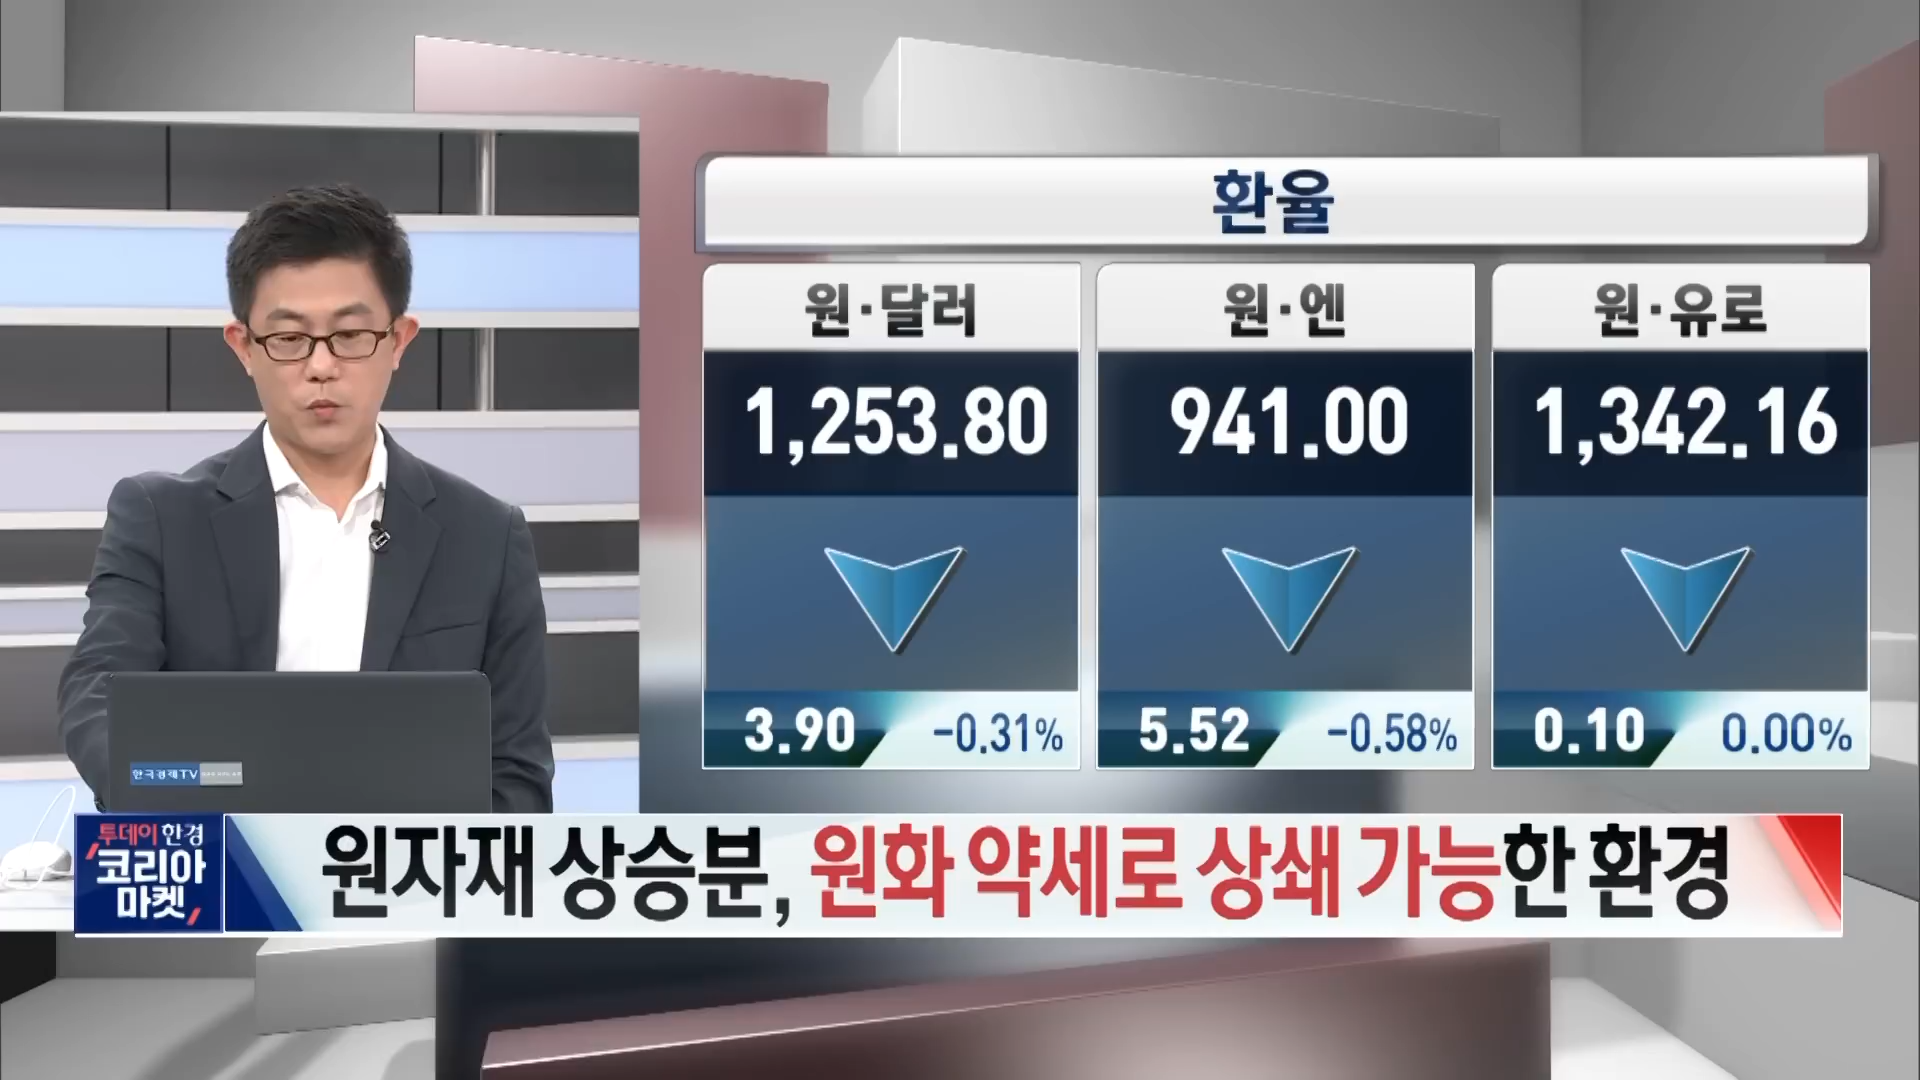 환율
원·달러
원·엔
원·유로
1,253.80
941.00
1,342.16
3.90
-0.31%
5.52
-0.58%
0.10
0.00%
한국경제TV
투데이 한경
코리아
마켓
원자재 상승분, 원화 약세로 상쇄 가능한 환경